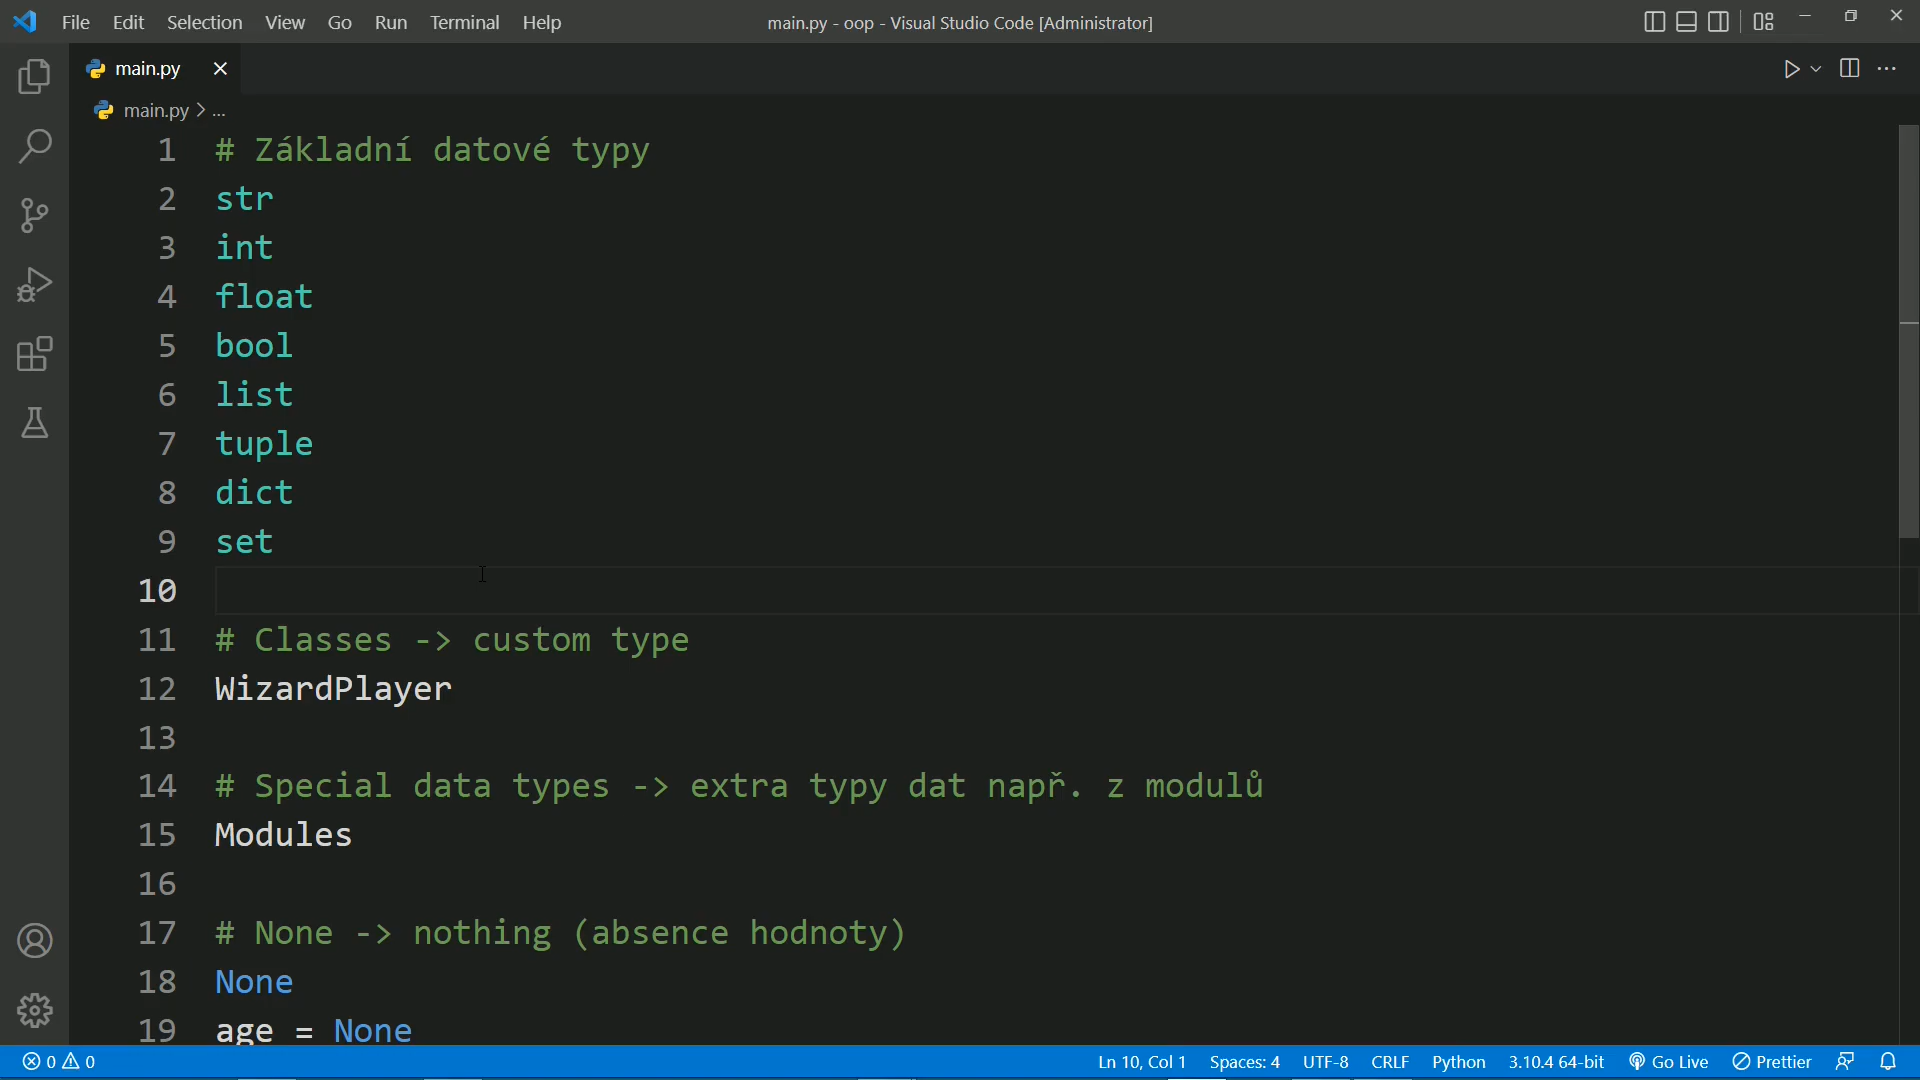 File Edit Selection View Go Run Terminal Help
main.py - oop - Visual Studio Code [Administrator]
main.py
main.py > ...
1 # Základní datové typy
2 str
3 int
4 float
5 bool
6 list
7 tuple
8 dict
9 set
10
11 # Classes -> custom type
12 WizardPlayer
13
14 # Special data types -> extra typy dat např. z modulů
15 Modules
16
17 # None -> nothing (absence hodnoty)
18 None
19 age = None
0 0 Ln 10, Col 1 Spaces: 4 UTF-8 CRLF Python 3.10.4 64-bit Go Live Prettier